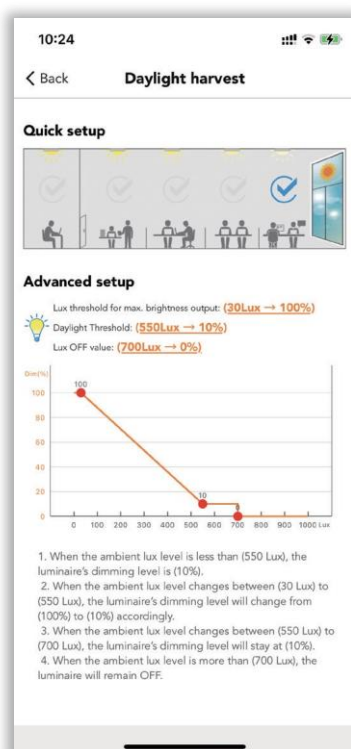 10:24
Back
Daylight harvest
Quick setup
Advanced setup
Lux threshold for max. brightness output: (30Lux → 100%)
Daylight Threshold: (550Lux → 10%)
Lux OFF value: (700Lux → 0%)
Dim(%)
100
100
80
60
40
20
10
0
0
0 100 200 300 400 500 600 700 800 900 1000 Lux
1. When the ambient lux level is less than (550 Lux), the
luminaire's dimming level is (10%).
2. When the ambient lux level changes between (30 Lux) to
(550 Lux), the luminaire's dimming level will change from
(100%) to (10%) accordingly.
3. When the ambient lux level changes between (550 Lux) to
(700 Lux), the luminaire's dimming level will stay at (10%).
4. When the ambient lux level is more than (700 Lux), the
luminaire will remain OFF.